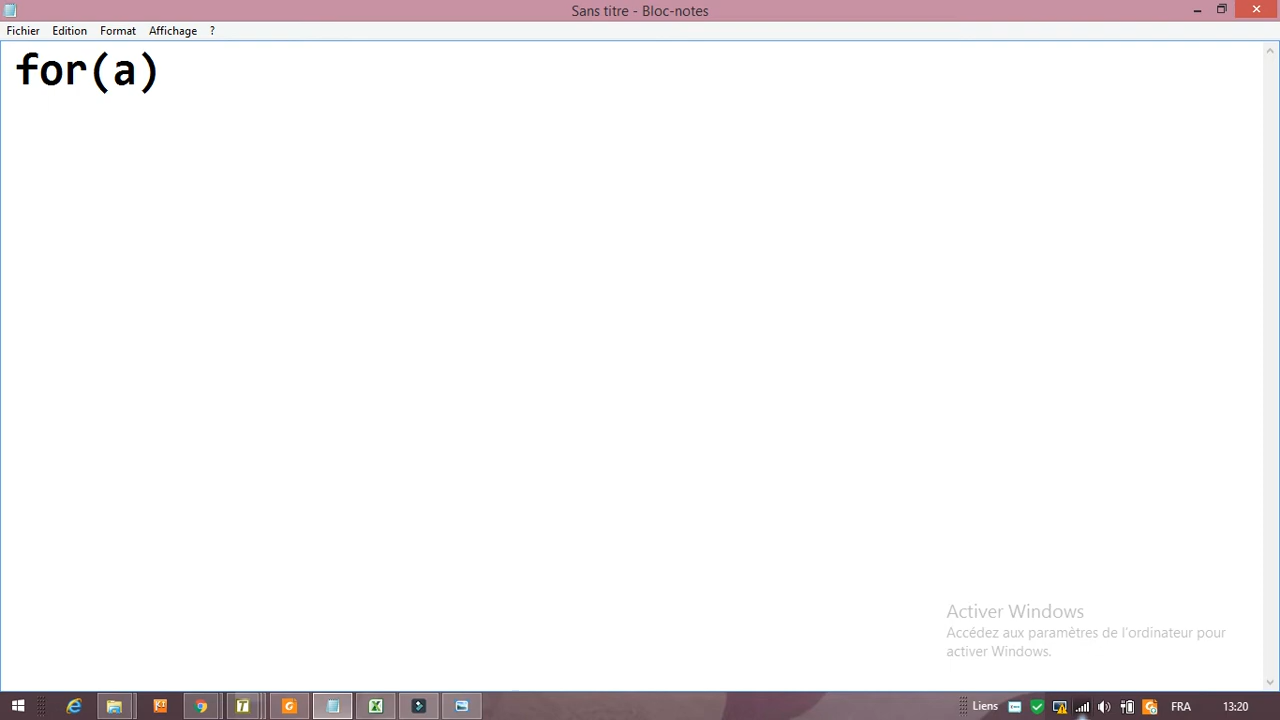 Sans titre - Bloc-notes
Fichier Edition Format Affichage ?
for(a)
Activer Windows
Accédez aux paramètres de l'ordinateur pour
activer Windows.
Liens FRA 13:20